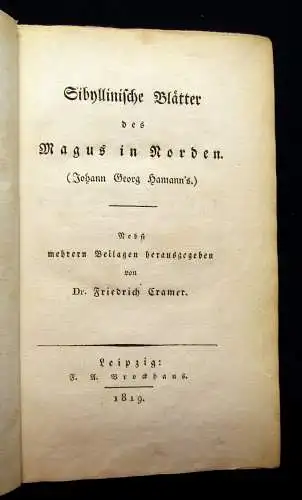 Sibyllinische Blätter
des
Magus in Norden.
(Johann Georg Hamann's.)
Nebst
mehrern Beilagen herausgegeben
von
Dr. Friedrich Cramer.
Leipzig:
F. A. Brockhaus.
1819.